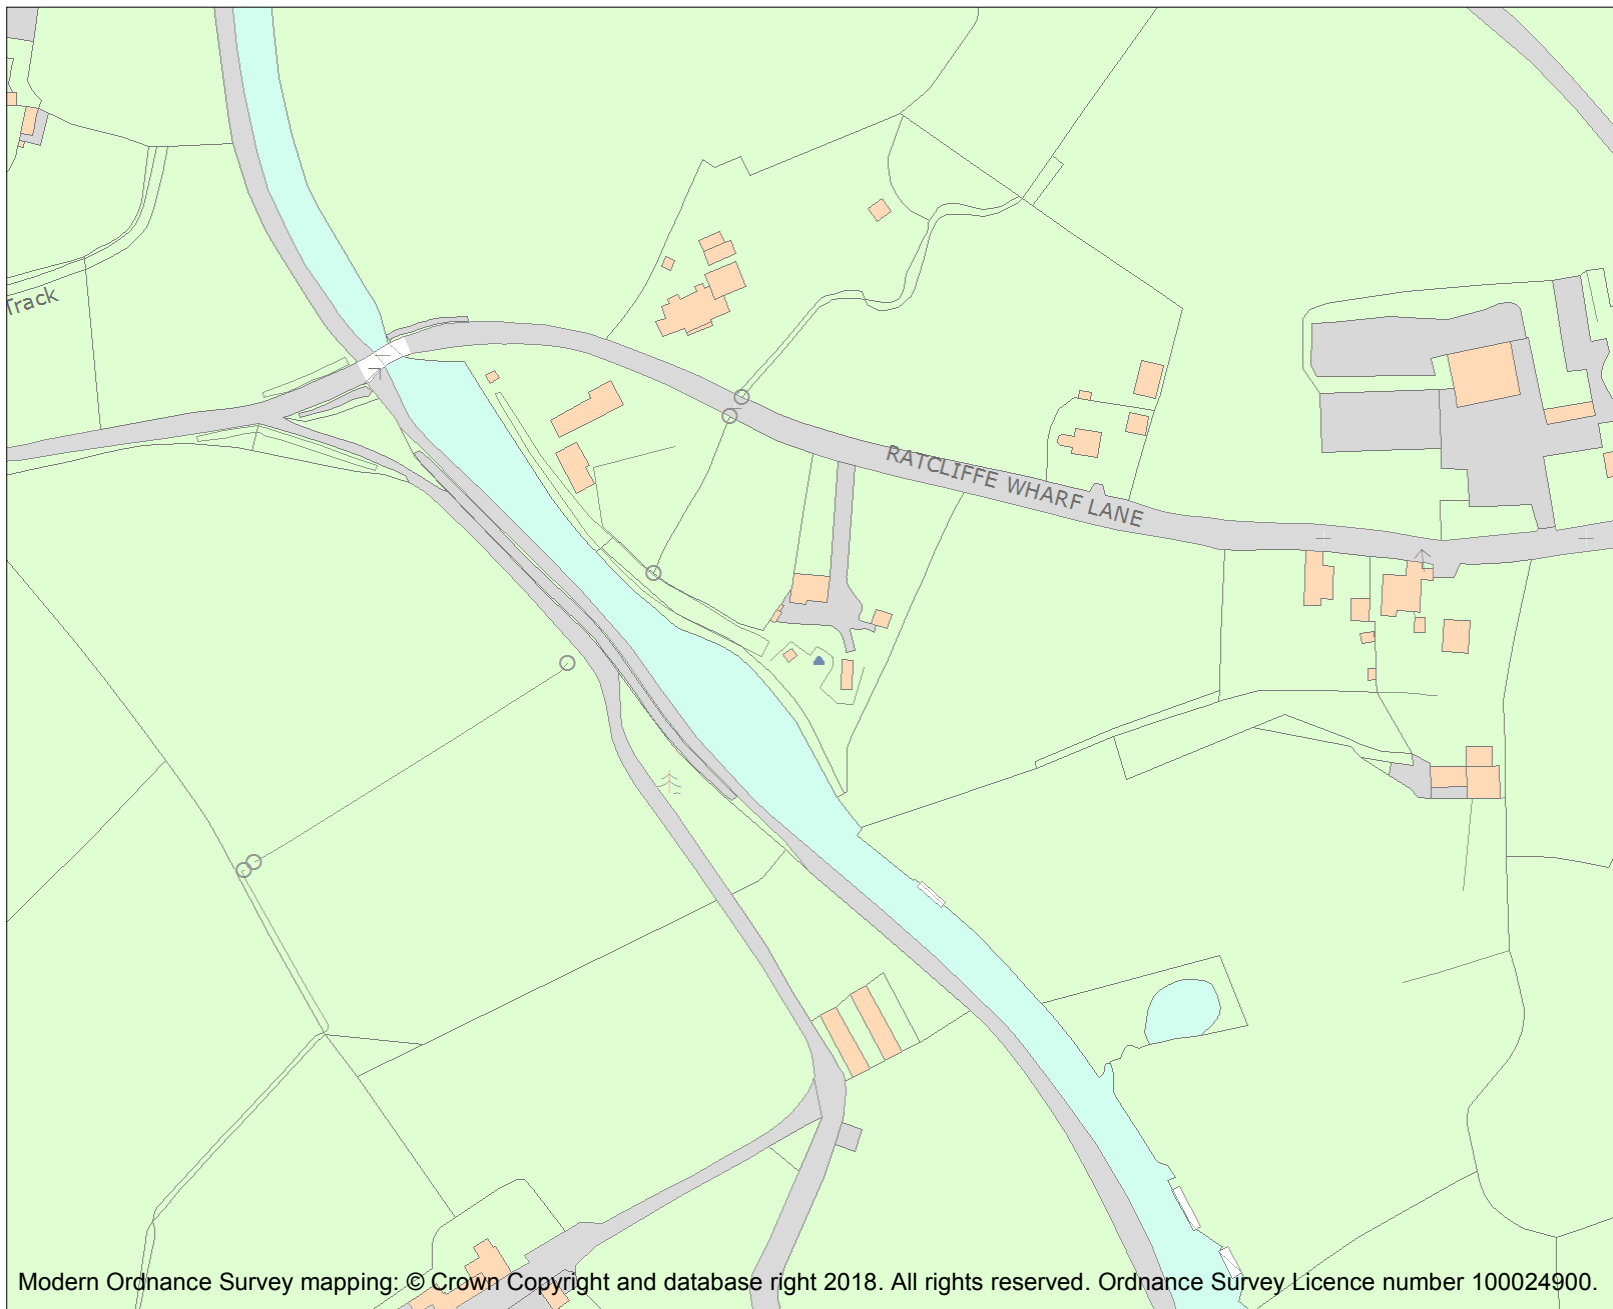 Track
RATCLIFFE WHARF LANE
Modern Ordnance Survey mapping: © Crown Copyright and database right 2018. All rights reserved. Ordnance Survey Licence number 100024900.